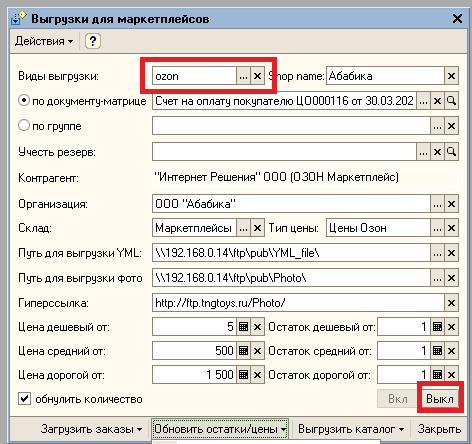 Выгрузки для маркетплейсов
Действия ?
Виды выгрузки: ozon ... × Shop name: Абабика ×
по документу-матрице Счет на оплату покупателю ЦО000116 от 30.03.202 ... ×
по группе ... ×
Учесть резерв: ... ×
Контрагент: "Интернет Решения" ООО (ОЗОН Маркетплейс)
Организация: ООО "Абабика" ... ×
Склад: Маркетплейсы ... × Тип цены: Цены Озон ... ×
Путь для выгрузки YML: \\192.168.0.14\ftp\pub\YML_file\ ... ×
Путь для выгрузки фото \\192.168.0.14\ftp\pub\Photo\ ... ×
Гиперссылка: http://ftp.tngtoys.ru/Photo/ ×
Цена дешевый от: 5 × Остаток дешевый от: 1 ×
Цена средний от: 500 × Остаток средний от: 1 ×
Цена дорогой от: 1 500 × Остаток дорогой от: 1 ×
обнулить количество Вкл Выкл
Загрузить заказы Обновить остатки/цены Выгрузить каталог Закрыть